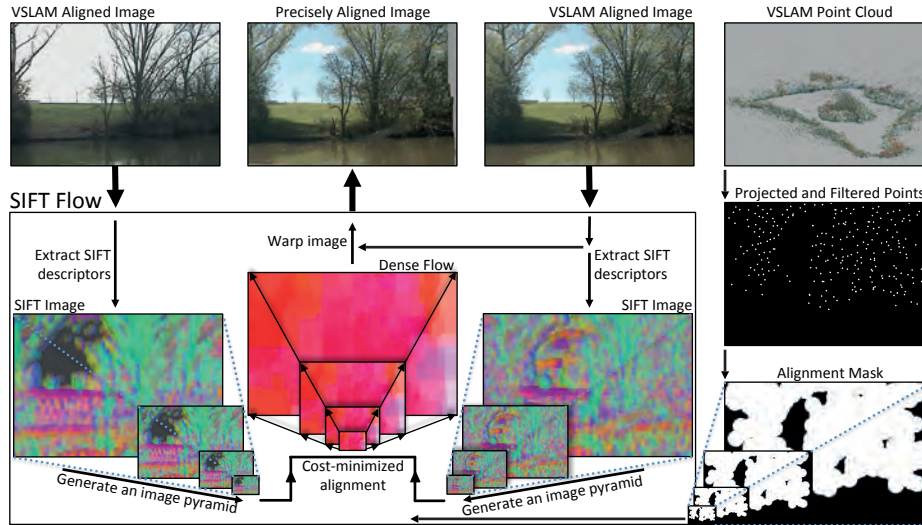 VSLAM Aligned Image
Precisely Aligned Image
VSLAM Aligned Image
VSLAM Point Cloud
SIFT Flow
Projected and Filtered Points
Extract SIFT
descriptors
Warp image
Extract SIFT
descriptors
Dense Flow
SIFT Image
SIFT Image
Alignment Mask
Cost-minimized
alignment
Generate an image pyramid
Generate an image pyramid